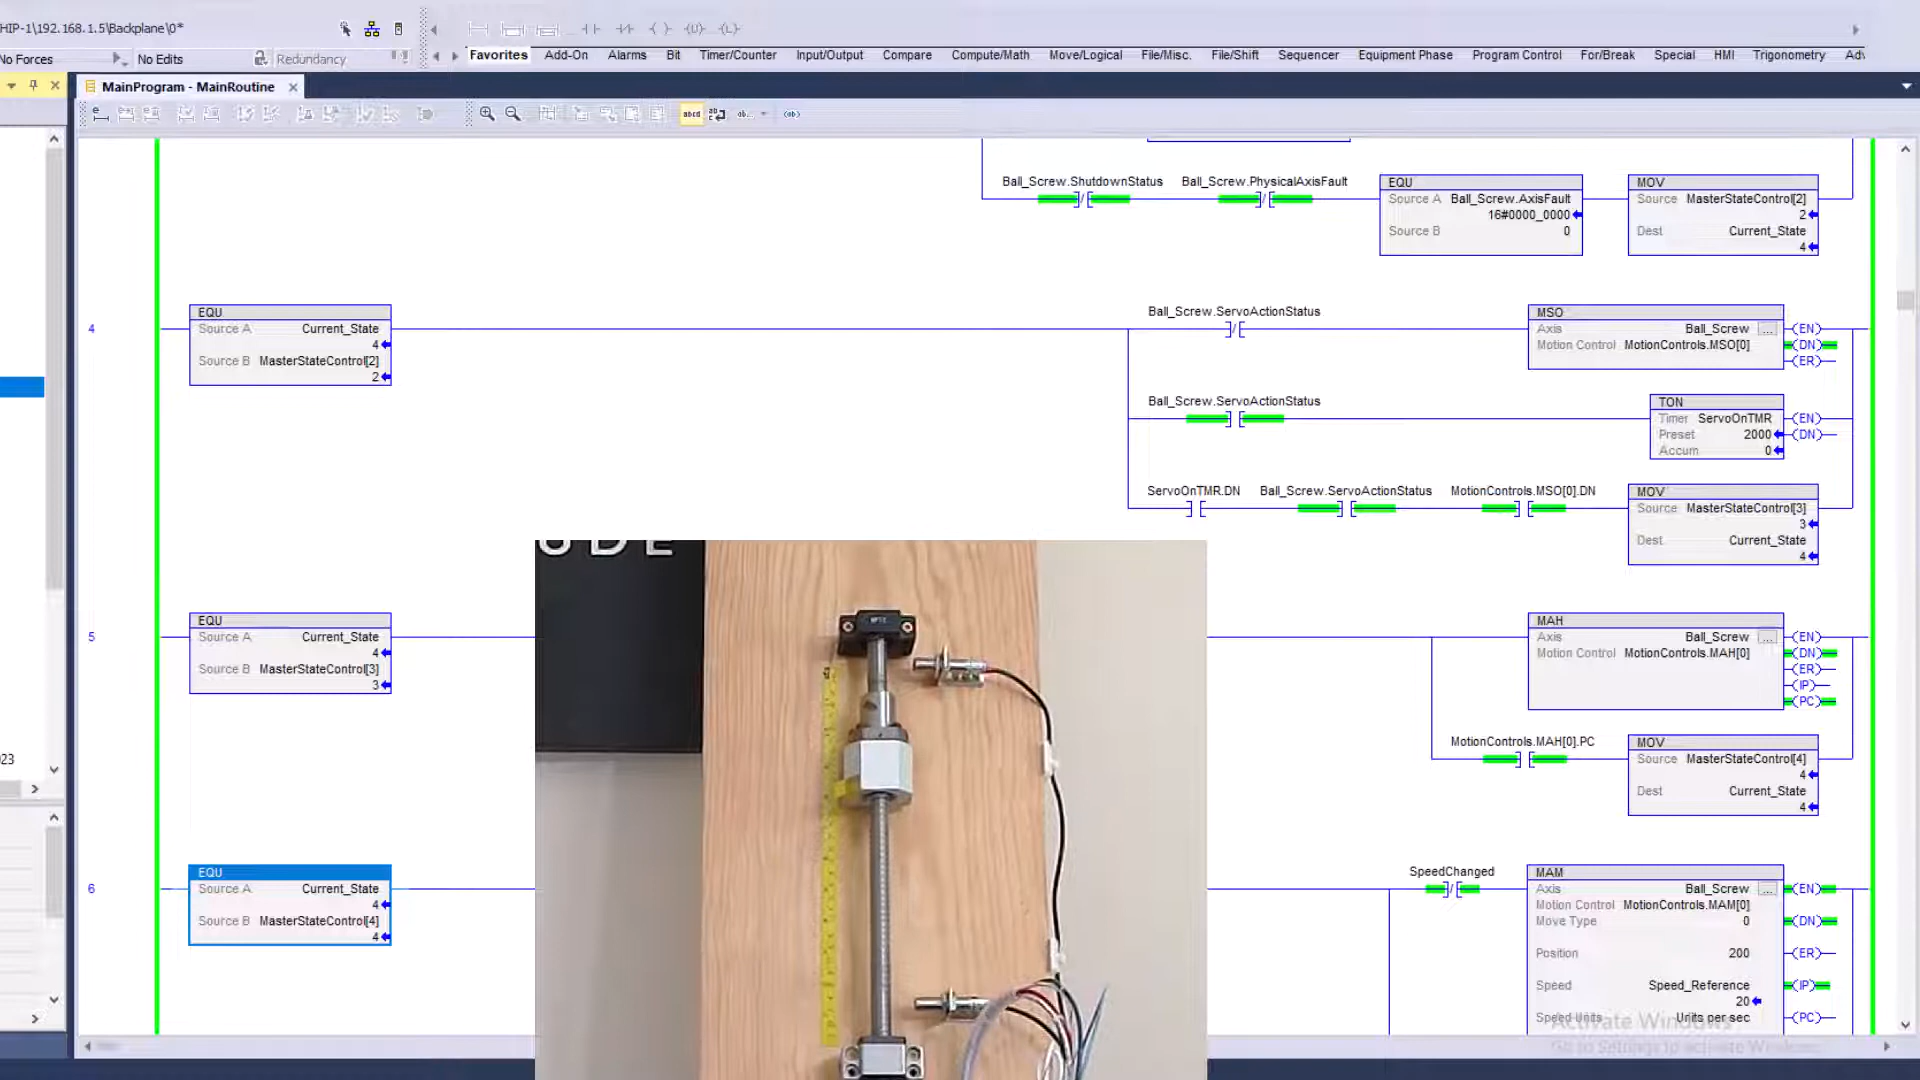 HIP-1\192.168.1.5\Backplane\0*
No Forces No Edits Redundancy
Favorites Add-On Alarms Bit Timer/Counter Input/Output Compare Compute/Math Move/Logical File/Misc. File/Shift Sequencer Equipment Phase Program Control For/Break Special HMI Trigonometry Adv
MainProgram - MainRoutine
Ball_Screw.ShutdownStatus Ball_Screw.PhysicalAxisFault
EQU
Source A Ball_Screw.AxisFault
16#0000_0000
Source B 0
MOV
Source MasterStateControl[2]
2
Dest Current_State
4
4
EQU
Source A Current_State
4
Source B MasterStateControl[2]
2
Ball_Screw.ServoActionStatus
MSO
Axis Ball_Screw ...
Motion Control MotionControls.MSO[0]
(EN)
(DN)
(ER)
Ball_Screw.ServoActionStatus
TON
Timer ServoOnTMR
Preset 2000
Accum 0
(EN)
(DN)
ServoOnTMR.DN Ball_Screw.ServoActionStatus MotionControls.MSO[0].DN
MOV
Source MasterStateControl[3]
3
Dest Current_State
4
5
EQU
Source A Current_State
4
Source B MasterStateControl[3]
3
MAH
Axis Ball_Screw ...
Motion Control MotionControls.MAH[0]
(EN)
(DN)
(ER)
(IP)
(PC)
MotionControls.MAH[0].PC
MOV
Source MasterStateControl[4]
4
Dest Current_State
4
6
EQU
Source A Current_State
4
Source B MasterStateControl[4]
4
SpeedChanged
MAM
Axis Ball_Screw ...
Motion Control MotionControls.MAM[0]
Move Type 0
Position 200
Speed Speed_Reference
20
Speed Units Units per sec
(EN)
(DN)
(ER)
(IP)
(PC)
23
Activate Windows
Go to Settings to activate Windows.